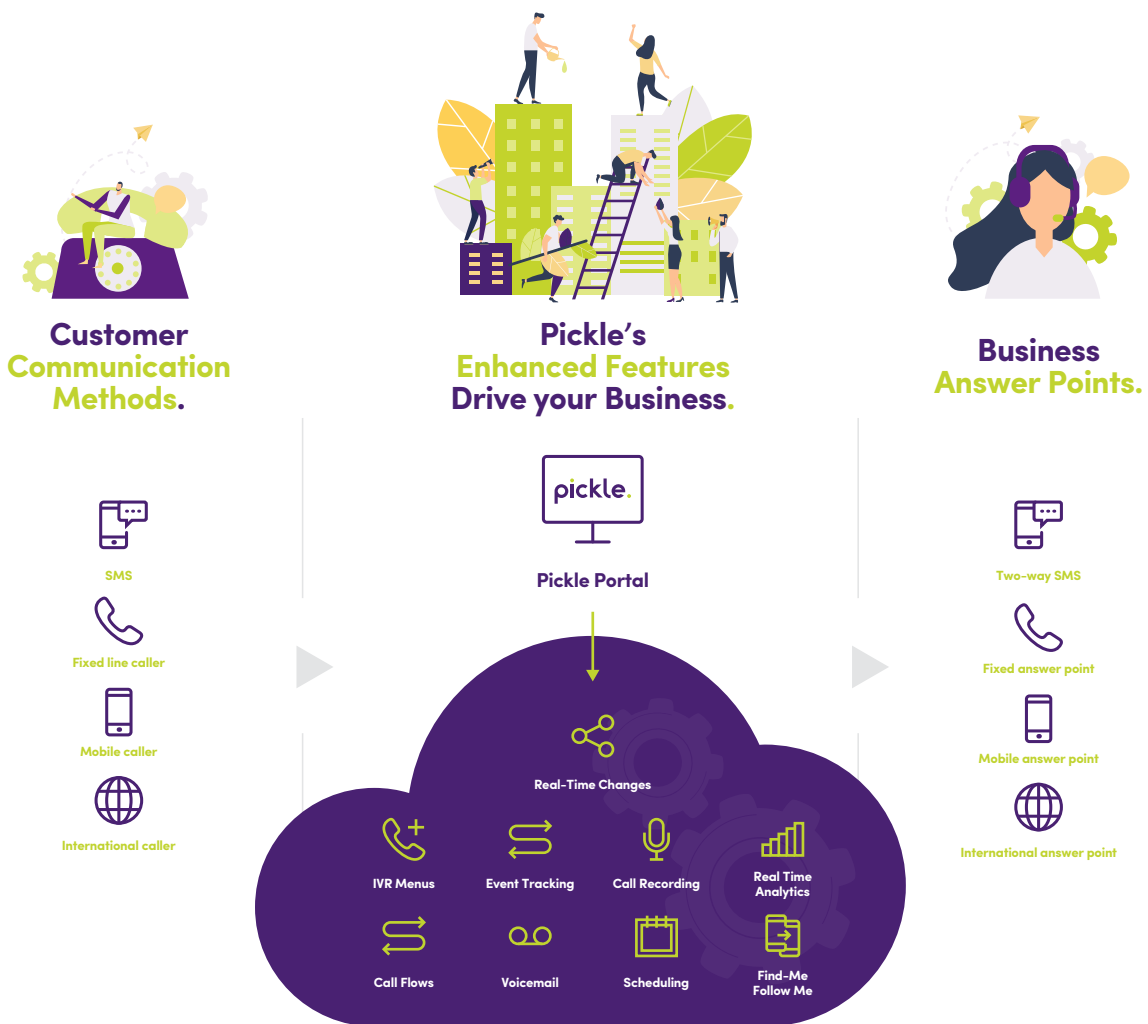 Customer
Communication
Methods.
SMS
Fixed line caller
Mobile caller
International caller
Pickle’s
Enhanced Features
Drive your Business.
pickle.
Pickle Portal
Real-Time Changes
IVR Menus
Event Tracking
Call Recording
Real Time
Analytics
Call Flows
Voicemail
Scheduling
Find-Me
Follow Me
Business
Answer Points.
Two-way SMS
Fixed answer point
Mobile answer point
International answer point